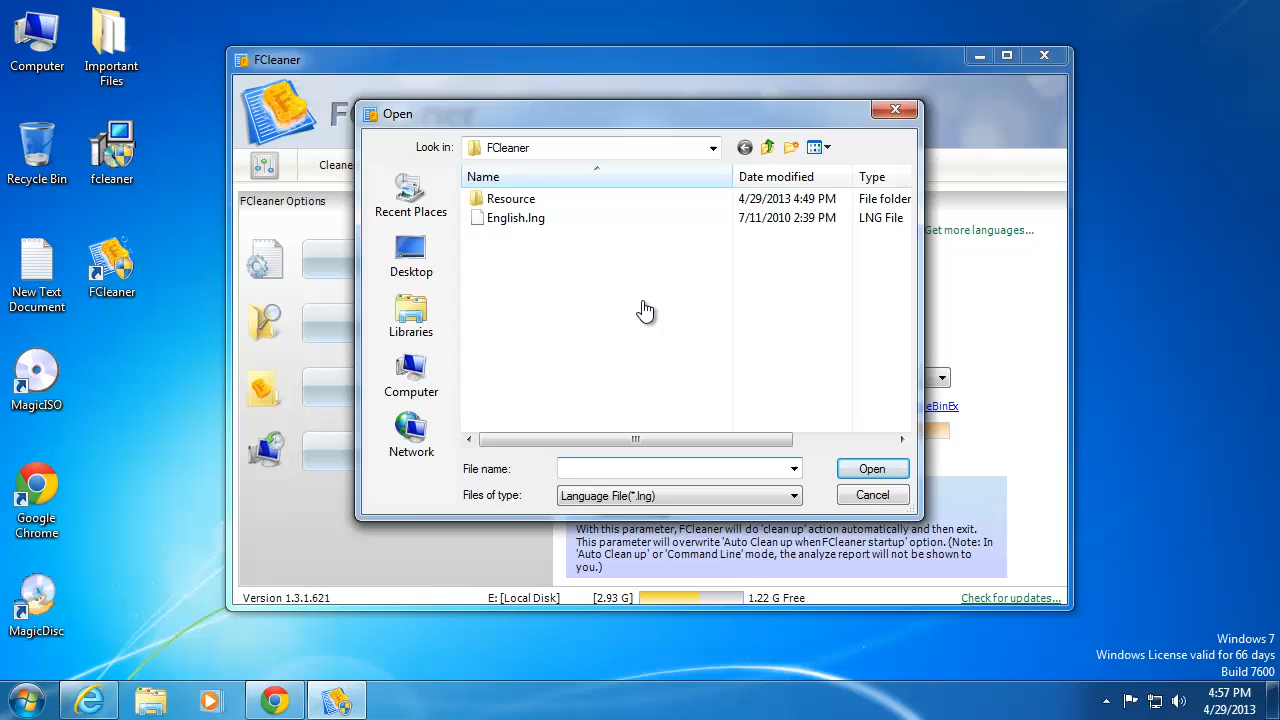 Computer
Important
Files
Recycle Bin
fcleaner
New Text
Document
FCleaner
MagicISO
Google
Chrome
MagicDisc
FCleaner
Cleane
FCleaner Options
Get more languages...
eBinEx
Open
Look in:
FCleaner
Name
Date modified
Type
Resource
4/29/2013 4:49 PM
File folder
English.lng
7/11/2010 2:39 PM
LNG File
Recent Places
Desktop
Libraries
Computer
Network
File name:
Open
Files of type:
Language File(*.lng)
Cancel
With this parameter, FCleaner will do 'clean up' action automatically and then exit.
This parameter will overwrite 'Auto Clean up when FCleaner startup' option. (Note: In
'Auto Clean up' or 'Command Line' mode, the analyze report will not be shown to
you.)
Version 1.3.1.621
E: [Local Disk]
[2.93 G]
1.22 G Free
Check for updates...
Windows 7
Windows License valid for 66 days
Build 7600
4:57 PM
4/29/2013